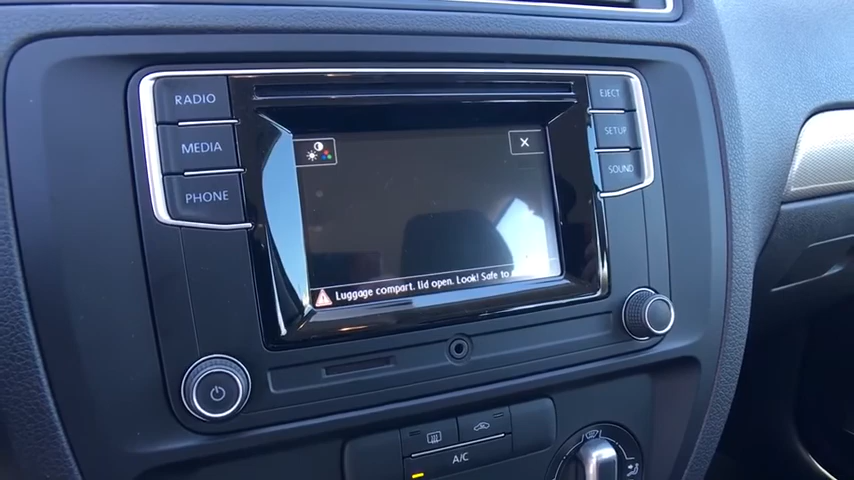 RADIO
EJECT
MEDIA
SETUP
PHONE
SOUND
Luggage compart. lid open. Look! Safe to
A/C